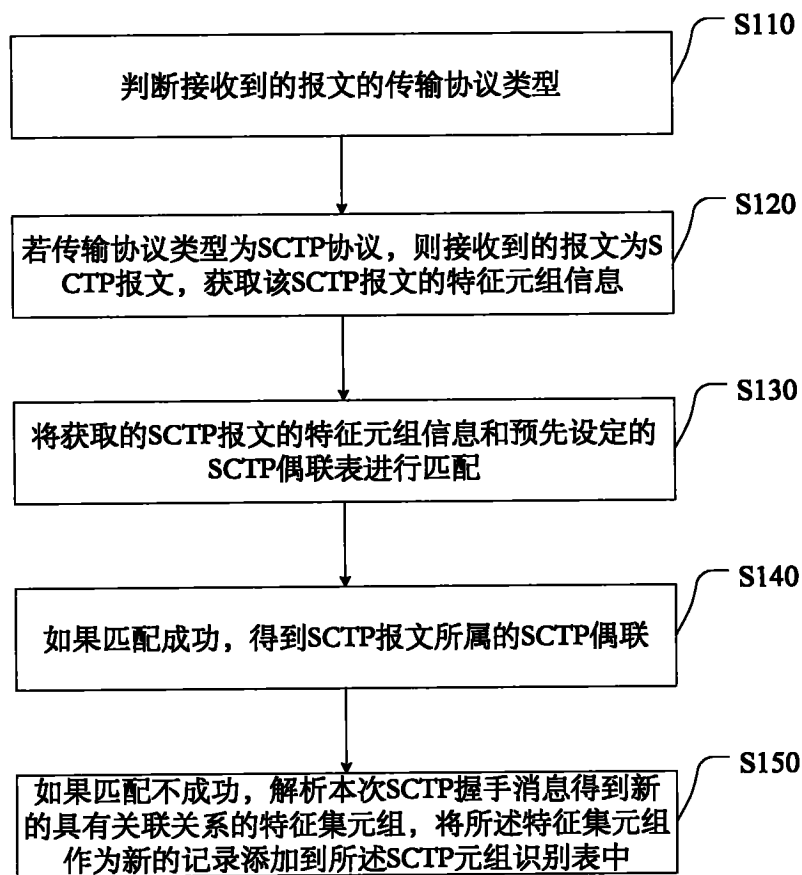 S110
判断接收到的报文的传输协议类型
S120
若传输协议类型为SCTP协议，则接收到的报文为S
CTP报文，获取该SCTP报文的特征元组信息
S130
将获取的SCTP报文的特征元组信息和预先设定的
SCTP偶联表进行匹配
S140
如果匹配成功，得到SCTP报文所属的SCTP偶联
S150
如果匹配不成功，解析本次SCTP握手消息得到新
的具有关联关系的特征集元组，将所述特征集元组
作为新的记录添加到所述SCTP元组识别表中